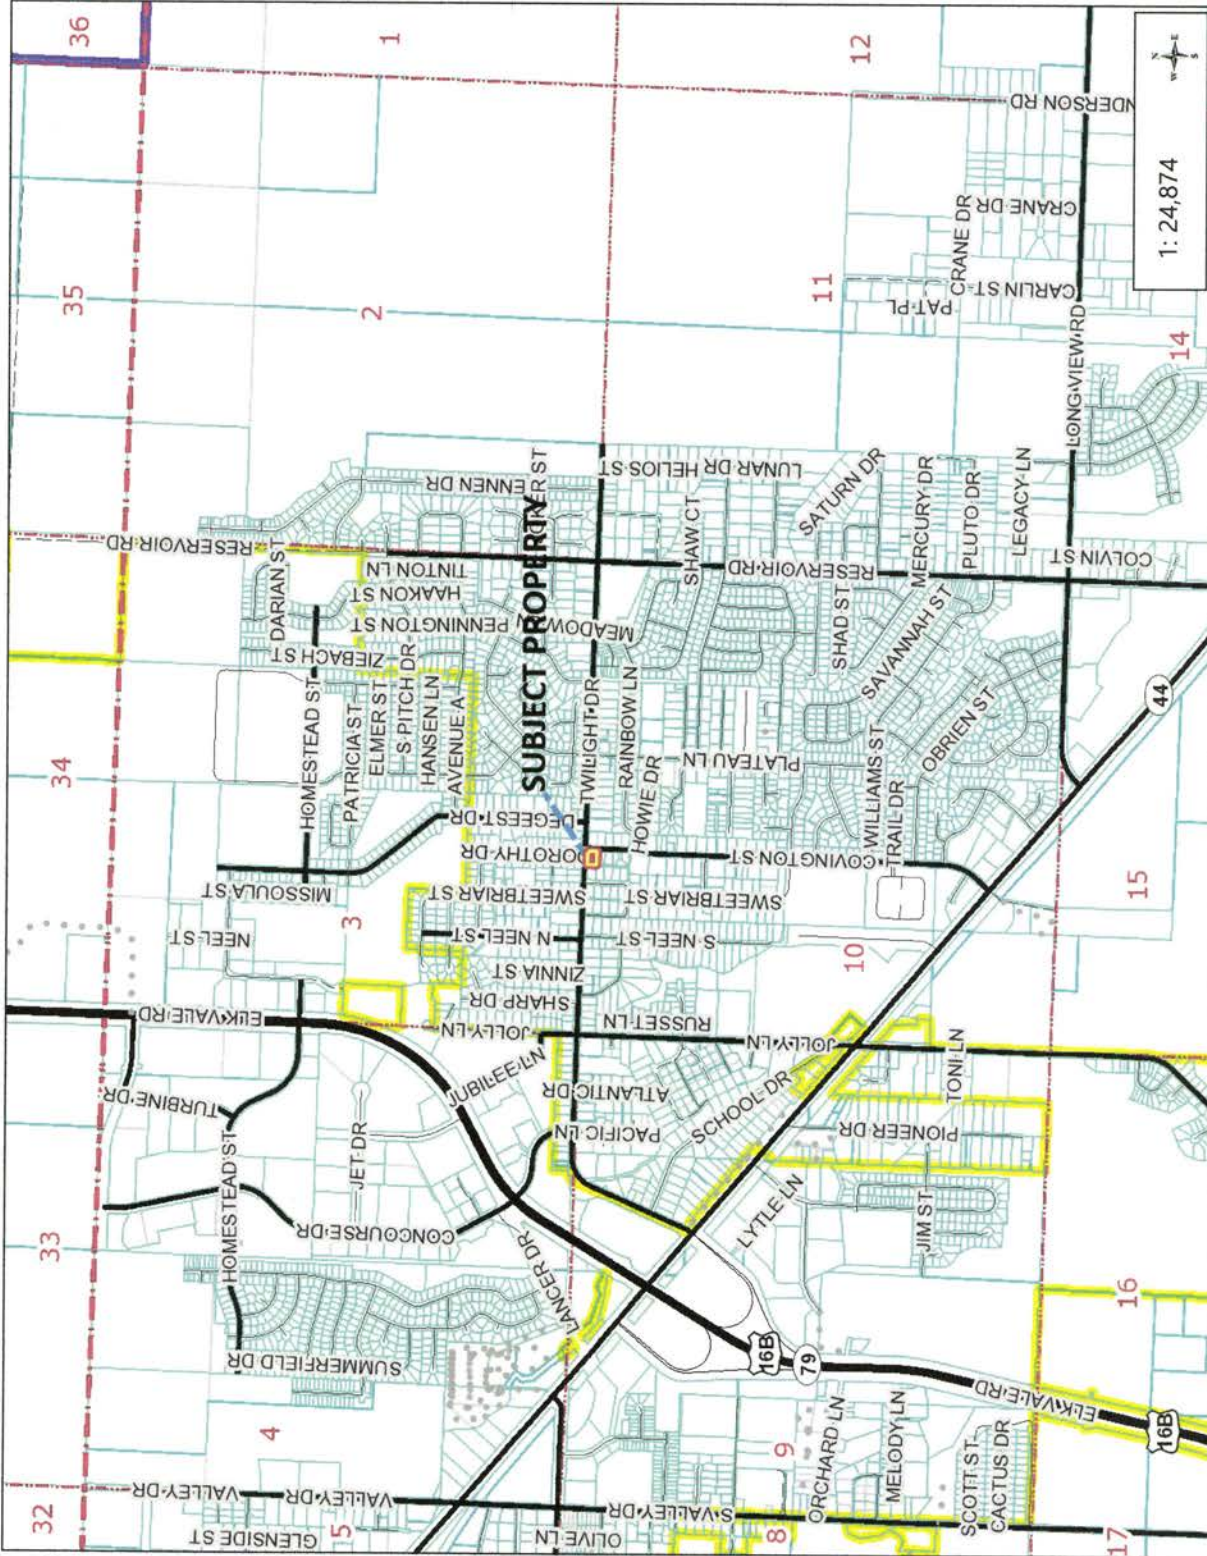 36
1
12
35
2
11
14
34
3
10
15
33
4
9
16
32
5
8
17
RESERVOIR RD
DARIAN ST
TINTON LN
HAAKON ST
PENNINGTON ST
ZIEBACH ST
HOMESTEAD ST
PATRICIA ST
ELMER ST
S PITCH DR
HANSEN LN
AVENUE A
MISSOULA ST
NEEL ST
DEGEEST DR
DOROTHY DR
SWEETBRIAR ST
N NEEL ST
ZINNIA ST
SHARP DR
JOLLY LN
ELK VALE RD
JUBILEE LN
TURBINE DR
HOMESTEAD ST
JET DR
CONCOURSE DR
LANCER DR
SUMMERFIELD DR
VALLEY DR
VALLEY DR
GLENSIDE ST
OLIVE LN
S VALLEY DR
ENNEN DR
SUBJECT PROPERTY
TWILIGHT DR
HELIOS ST
LUNAR DR
SHAW CT
SATURN DR
RESERVOIR RD
MERCURY DR
PLUTO DR
LEGACY LN
COLVIN ST
LONGVIEW RD
RAINBOW LN
HOWIE DR
PLATEAU LN
SHAD ST
SAVANNAH ST
WILLIAMS ST
TRAIL DR
OBRIEN ST
COVINGTON ST
SWEETBRIAR ST
SWEETBRIAR ST
S NEEL ST
RUSSET LN
JOLLY LN
ATLANTIC DR
PACIFIC LN
SCHOOL DR
TONI LN
PIONEER DR
LYTLE LN
JIM ST
ORCHARD LN
MELODY LN
SCOTT ST
CACTUS DR
ELK VALE RD
16B
79
16B
44
NDERSON RD
CRANE DR
CRANE DR
CARLIN ST
PAT PL
N
W E
S
1: 24,874